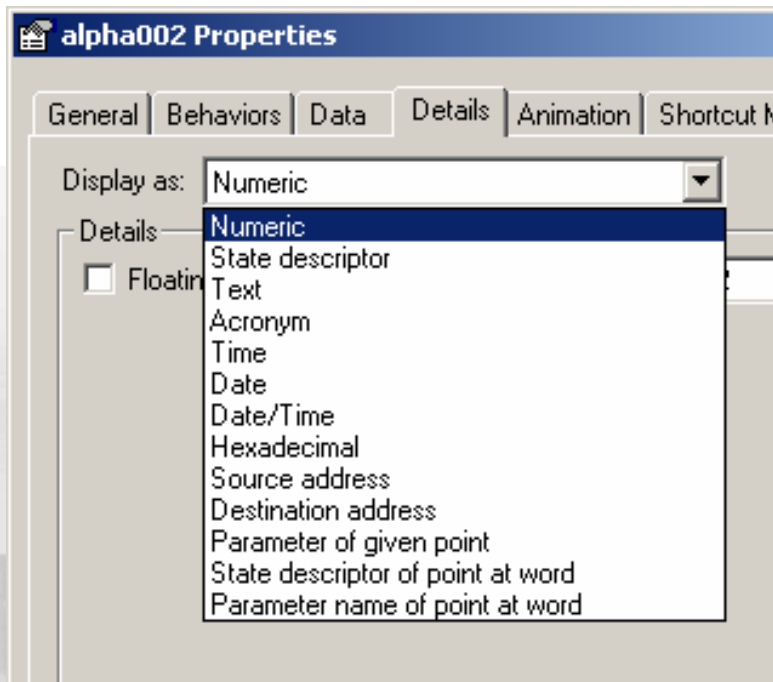 alpha002 Properties
General Behaviors Data Details Animation Shortcut
Display as: Numeric
Details
Numeric
State descriptor
Text
Acronym
Time
Date
Date/Time
Hexadecimal
Source address
Destination address
Parameter of given point
State descriptor of point at word
Parameter name of point at word